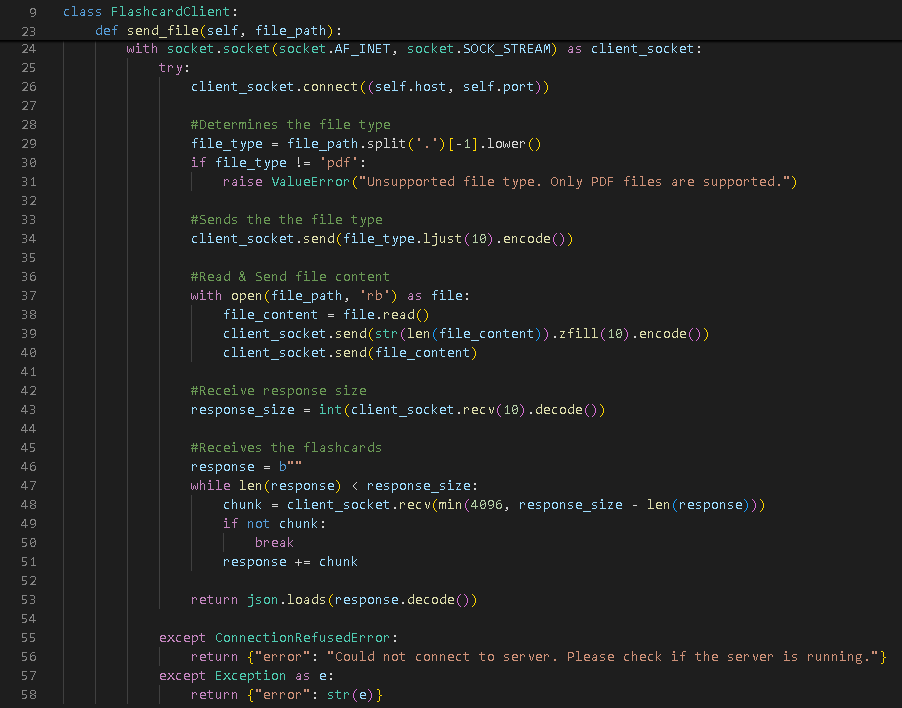 9 class FlashcardClient:
23     def send_file(self, file_path):
24         with socket.socket(socket.AF_INET, socket.SOCK_STREAM) as client_socket:
25             try:
26                 client_socket.connect((self.host, self.port))
27
28                 #Determines the file type
29                 file_type = file_path.split('.')[-1].lower()
30                 if file_type != 'pdf':
31                     raise ValueError("Unsupported file type. Only PDF files are supported.")
32
33                 #Sends the the file type
34                 client_socket.send(file_type.ljust(10).encode())
35
36                 #Read & Send file content
37                 with open(file_path, 'rb') as file:
38                     file_content = file.read()
39                     client_socket.send(str(len(file_content)).zfill(10).encode())
40                     client_socket.send(file_content)
41
42                 #Receive response size
43                 response_size = int(client_socket.recv(10).decode())
44
45                 #Receives the flashcards
46                 response = b""
47                 while len(response) < response_size:
48                     chunk = client_socket.recv(min(4096, response_size - len(response)))
49                     if not chunk:
50                         break
51                     response += chunk
52
53                 return json.loads(response.decode())
54
55             except ConnectionRefusedError:
56                 return {"error": "Could not connect to server. Please check if the server is running."}
57             except Exception as e:
58                 return {"error": str(e)}